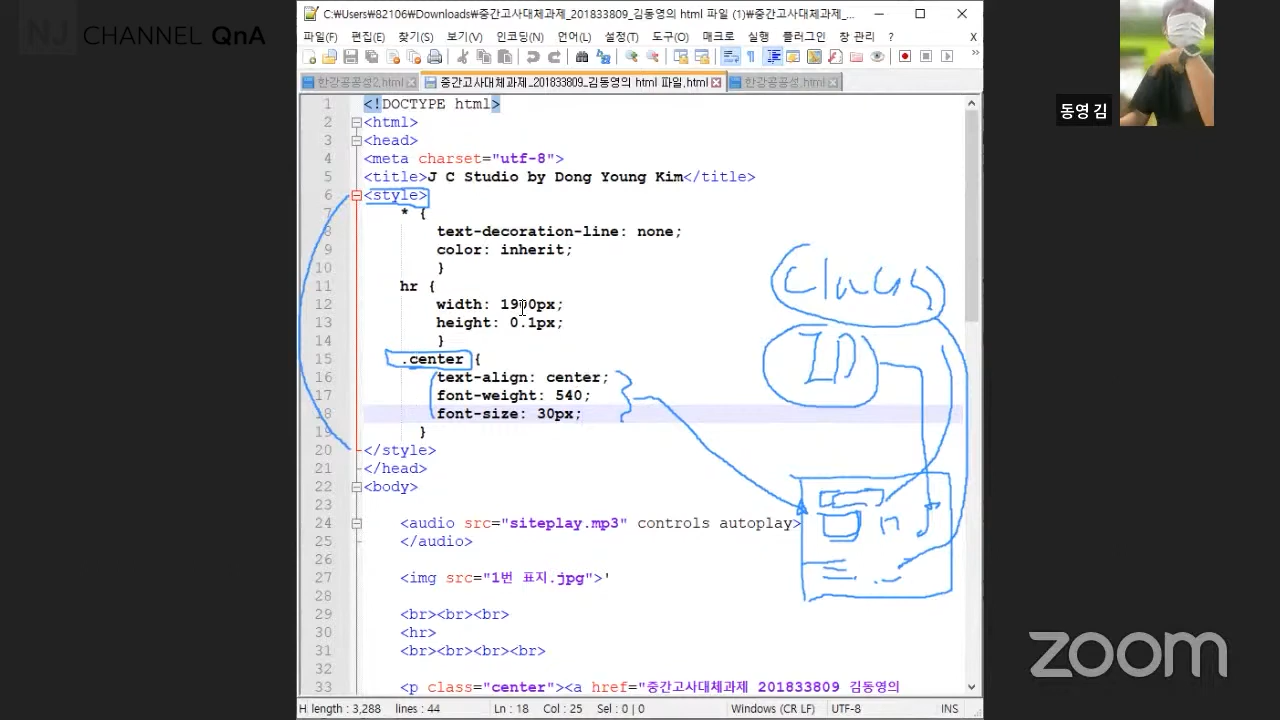 NJ CHANNEL QnA
C:₩Users₩82106₩Downloads₩중간고사대체과제_201833809_김동영의 html 파일 (1)₩중간고사대체과제_...
파일(F) 편집(E) 찾기(S) 보기(V) 인코딩(N) 언어(L) 설정(T) 도구(O) 매크로 실행 플러그인 창 관리 ? X
한강공공성2.html 중간고사대체과제_201833809_김동영의 html 파일.html 한강공공성.html
1 <!DOCTYPE html>
2 <html>
3 <head>
4 <meta charset="utf-8">
5 <title>J C Studio by Dong Young Kim</title>
6 <style>
7 * {
8 text-decoration-line: none;
9 color: inherit;
10 }
11 hr {
12 width: 1900px;
13 height: 0.1px;
14 }
15 .center {
16 text-align: center;
17 font-weight: 540;
18 font-size: 30px;
19 }
20 </style>
21 </head>
22 <body>
23
24 <audio src="siteplay.mp3" controls autoplay>
25 </audio>
26
27 <img src="1번 표지.jpg">'
28
29 <br><br><br>
30 <hr>
31 <br><br><br><br>
32
33 <p class="center"><a href="중간고사대체과제_201833809_김동영의
class
ID
동영 김
zoom
H length : 3,288 lines : 44 Ln : 18 Col : 25 Sel : 0 | 0 Windows (CR LF) UTF-8 INS